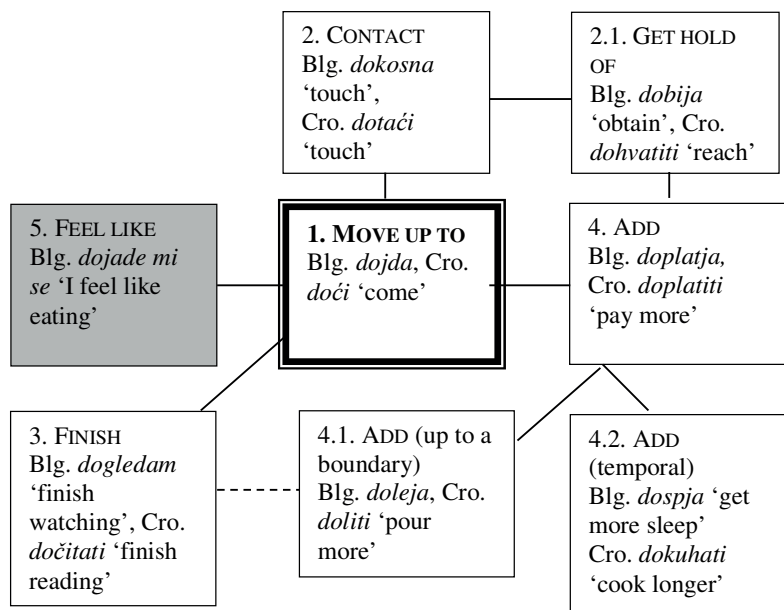 2. CONTACT
Blg. dokosna
‘touch’,
Cro. dotaći
‘touch’
2.1. GET HOLD
OF
Blg. dobija
‘obtain’, Cro.
dohvatiti ‘reach’
5. FEEL LIKE
Blg. dojade mi
se ‘I feel like
eating’
1. MOVE UP TO
Blg. dojda, Cro.
doći ‘come’
4. ADD
Blg. doplatja,
Cro. doplatiti
‘pay more’
3. FINISH
Blg. dogledam
‘finish
watching’, Cro.
dočitati ‘finish
reading’
4.1. ADD (up to a
boundary)
Blg. doleja, Cro.
doliti ‘pour
more’
4.2. ADD
(temporal)
Blg. dospja ‘get
more sleep’
Cro. dokuhati
‘cook longer’